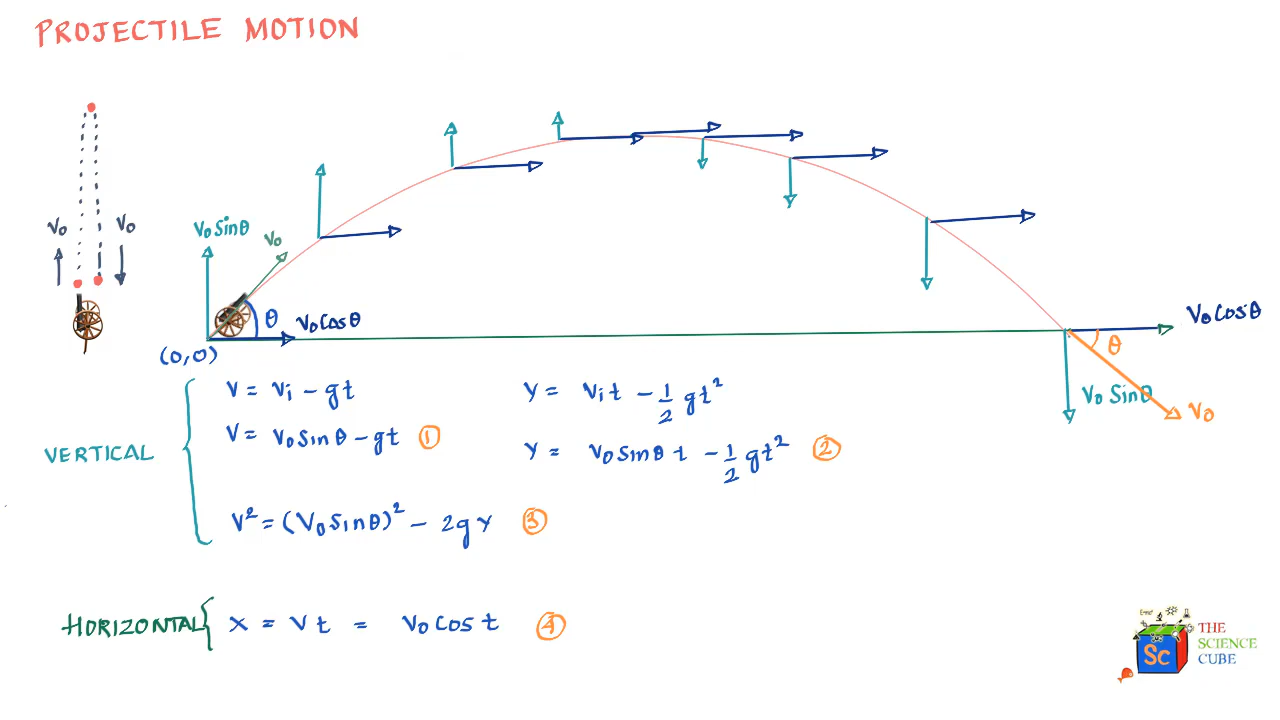 PROJECTILE MOTION
V₀ V₀
V₀ Sinθ
V₀
θ V₀ Cosθ
(0,0)
V₀ Cosθ
θ
V₀ Sinθ
V₀
VERTICAL
V = Vi - gt
V = V₀ Sinθ - gt ①
V² = (V₀ Sinθ)² - 2gY ③
Y = Vi t - 1/2 gt²
Y = V₀ Sinθ t - 1/2 gt² ②
HORIZONTAL
X = Vt = V₀ Cos t ④
Sc
THE
SCIENCE
CUBE